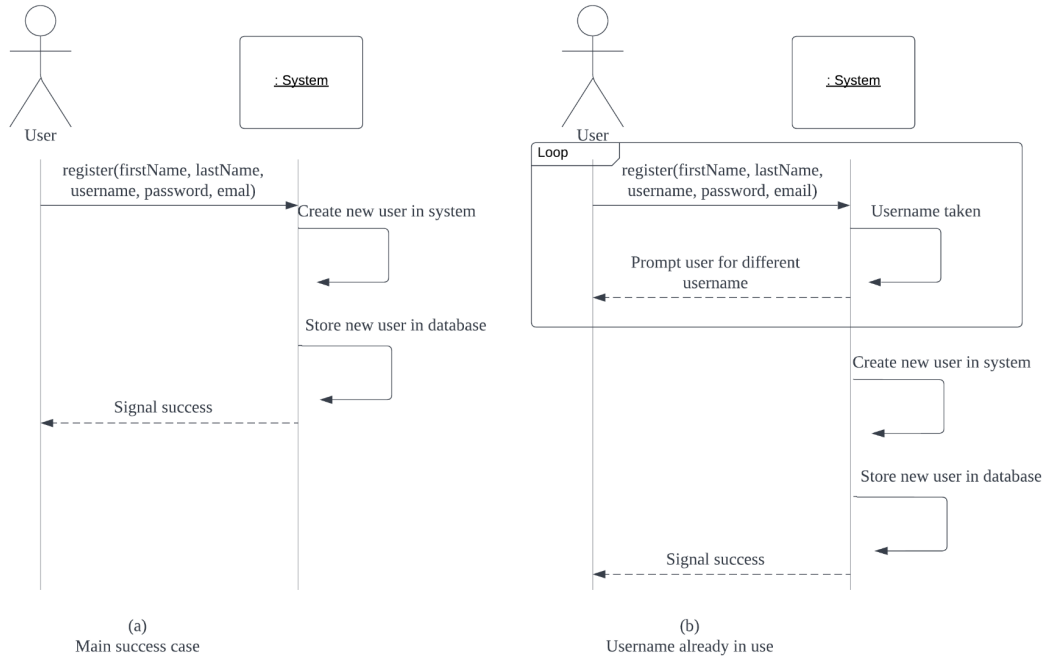 : System
User
register(firstName, lastName,
username, password, emal)
Create new user in system
Store new user in database
Signal success
(a)
Main success case
: System
User
Loop
register(firstName, lastName,
username, password, email)
Username taken
Prompt user for different
username
Create new user in system
Store new user in database
Signal success
(b)
Username already in use